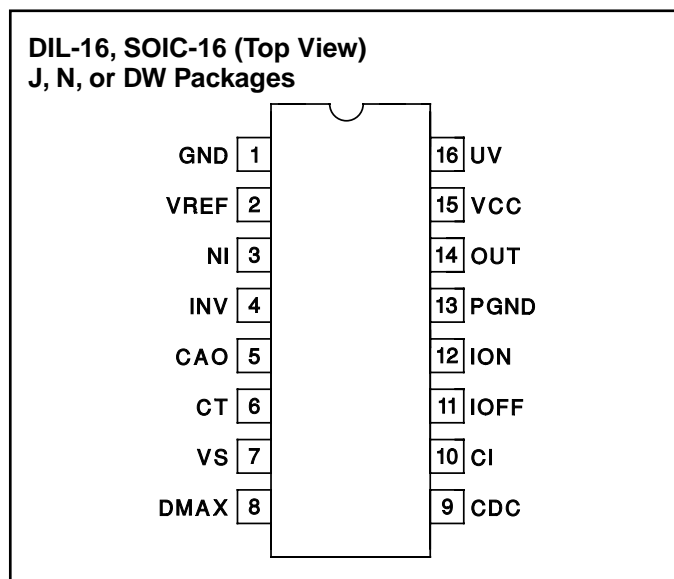 DIL-16, SOIC-16 (Top View)
J, N, or DW Packages
GND 1 16 UV
VREF 2 15 VCC
NI 3 14 OUT
INV 4 13 PGND
CAO 5 12 ION
CT 6 11 IOFF
VS 7 10 CI
DMAX 8 9 CDC